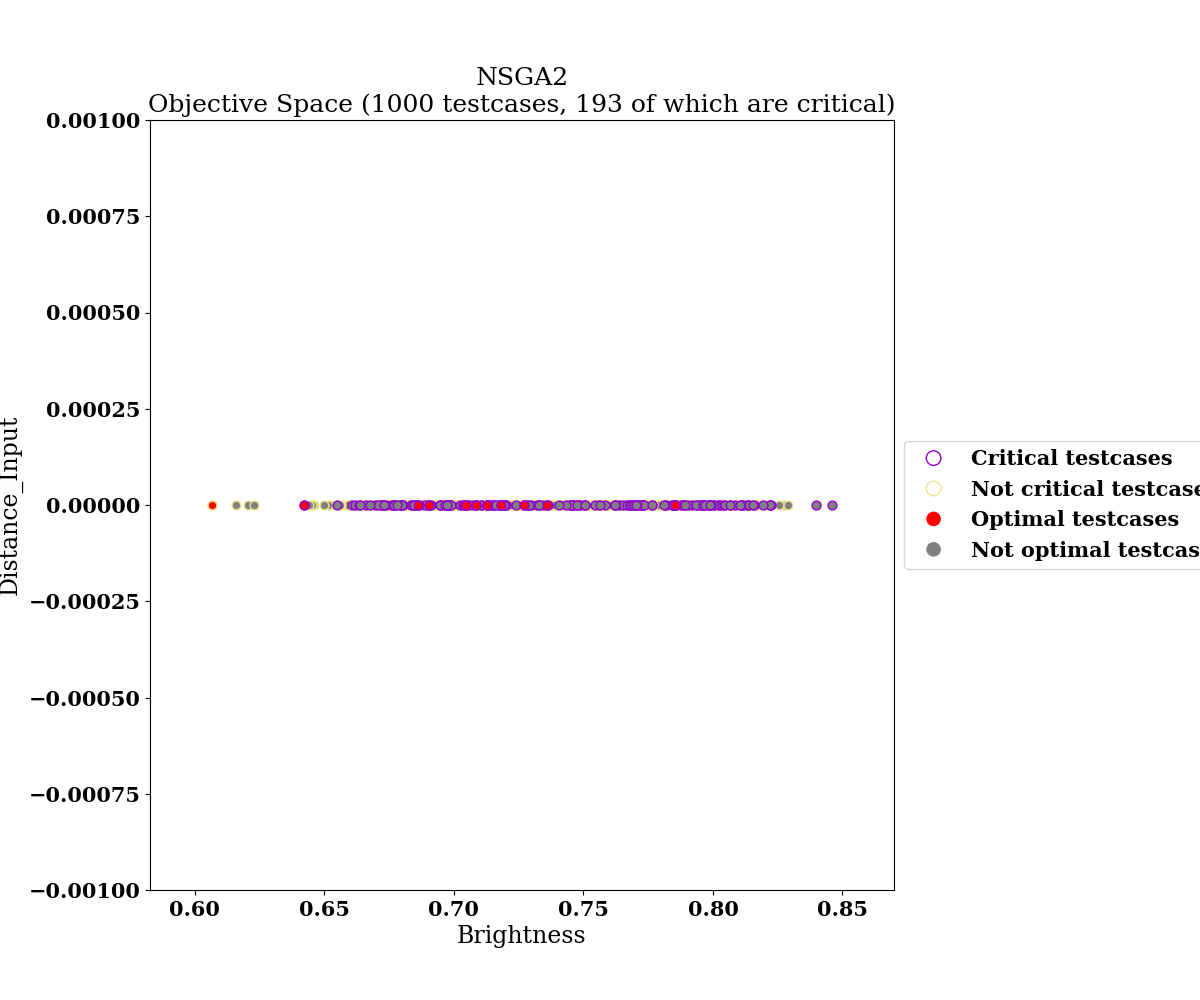 NSGA2
Objective Space (1000 testcases, 193 of which are critical)
0.00100
0.00075
0.00050
0.00025
0.00000
−0.00025
−0.00050
−0.00075
−0.00100
Distance_Input
0.60 0.65 0.70 0.75 0.80 0.85
Brightness
Critical testcases
Not critical testcase
Optimal testcases
Not optimal testcas